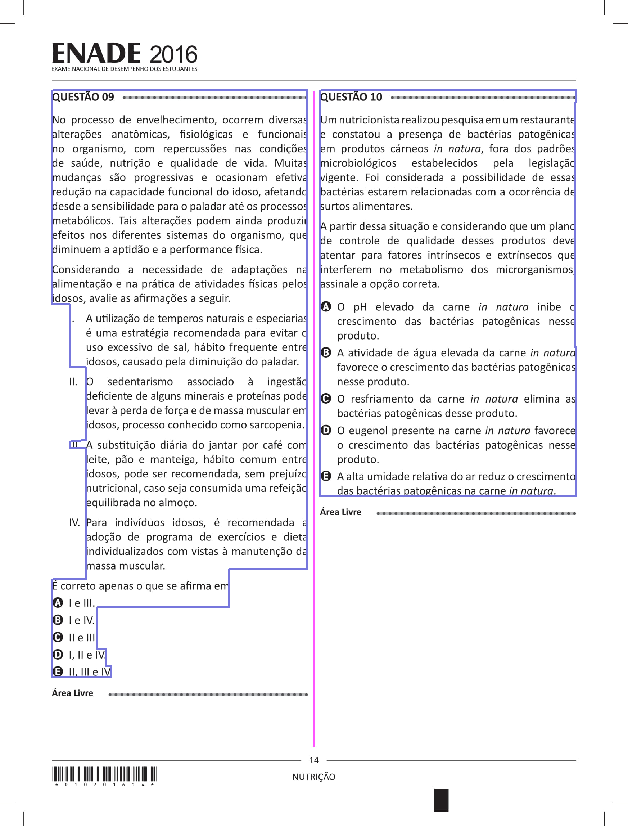 ENADE 2016
EXAME NACIONAL DE DESEMPENHO DOS ESTUDANTES
QUESTÃO 09
No processo de envelhecimento, ocorrem diversas
alterações anatômicas, fisiológicas e funcionais
no organismo, com repercussões nas condições
de saúde, nutrição e qualidade de vida. Muitas
mudanças são progressivas e ocasionam efetiva
redução na capacidade funcional do idoso, afetando
desde a sensibilidade para o paladar até os processos
metabólicos. Tais alterações podem ainda produzir
efeitos nos diferentes sistemas do organismo, que
diminuem a aptidão e a performance física.
Considerando a necessidade de adaptações na
alimentação e na prática de atividades físicas pelos
idosos, avalie as afirmações a seguir.
I. A utilização de temperos naturais e especiarias
é uma estratégia recomendada para evitar o
uso excessivo de sal, hábito frequente entre
idosos, causado pela diminuição do paladar.
II. O sedentarismo associado à ingestão
deficiente de alguns minerais e proteínas pode
levar à perda de força e de massa muscular em
idosos, processo conhecido como sarcopenia.
III. A substituição diária do jantar por café com
leite, pão e manteiga, hábito comum entre
idosos, pode ser recomendada, sem prejuízo
nutricional, caso seja consumida uma refeição
equilibrada no almoço.
IV. Para indivíduos idosos, é recomendada a
adoção de programa de exercícios e dieta
individualizados com vistas à manutenção da
massa muscular.
É correto apenas o que se afirma em
A I e III.
B I e IV.
C II e III.
D I, II e IV.
E II, III e IV.
Área Livre
QUESTÃO 10
Um nutricionista realizou pesquisa em um restaurante
e constatou a presença de bactérias patogênicas
em produtos cárneos in natura, fora dos padrões
microbiológicos estabelecidos pela legislação
vigente. Foi considerada a possibilidade de essas
bactérias estarem relacionadas com a ocorrência de
surtos alimentares.
A partir dessa situação e considerando que um plano
de controle de qualidade desses produtos deve
atentar para fatores intrínsecos e extrínsecos que
interferem no metabolismo dos microrganismos,
assinale a opção correta.
A O pH elevado da carne in natura inibe o
crescimento das bactérias patogênicas nesse
produto.
B A atividade de água elevada da carne in natura
favorece o crescimento das bactérias patogênicas
nesse produto.
C O resfriamento da carne in natura elimina as
bactérias patogênicas desse produto.
D O eugenol presente na carne in natura favorece
o crescimento das bactérias patogênicas nesse
produto.
E A alta umidade relativa do ar reduz o crescimento
das bactérias patogênicas na carne in natura.
Área Livre
14
NUTRIÇÃO